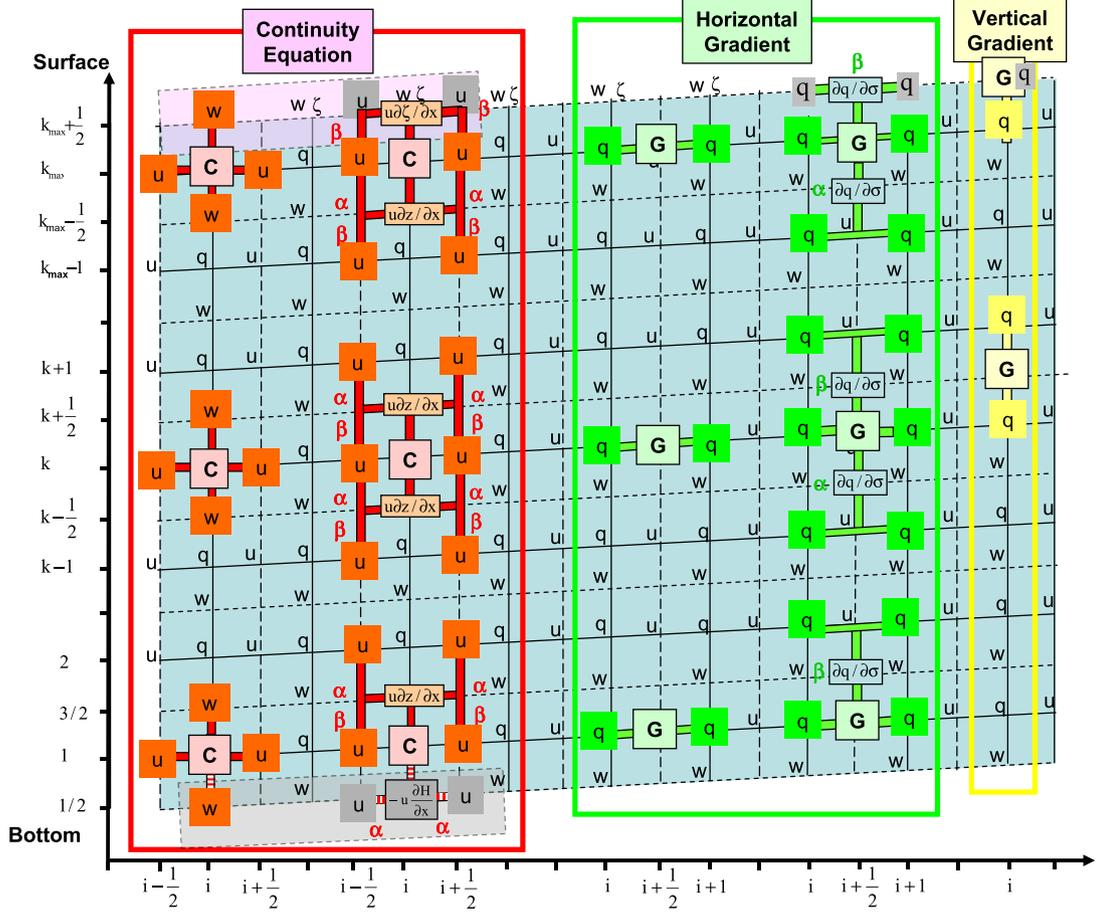 Continuity
Equation
Horizontal
Gradient
Vertical
Gradient
Surface
G q
β
q ∂q/∂σ q
w w ζ u w ζ u w ζ w ζ w ζ
u∂ζ/∂x β
q u
k_max+1/2
β
u C u q u C u q u q G q u q G q u
k_max
w w α u∂z/∂x α w w w α ∂q/∂σ w w
k_max−1/2
β β
u q u q u q u q u q u q u q q u q u
k_max−1
w w w w w w w w w
u q u q u q u q u q u q u q u q u q u
k+1
w w α u∂z/∂x α w w w w β ∂q/∂σ w G
k+1/2
β β
u C u q u C u q u q G q u q G q u q u
k
w w α u∂z/∂x α w w w w α ∂q/∂σ w w
k−1/2
β β
u q u q u q u q u q u q u q u q u q u
k−1
w w w w w w w w w
u q u q u q u q u q u q u q u q u q u
2
w w α u∂z/∂x α w w w w β ∂q/∂σ w w
3/2
β β
u C u q u C u q u q G q u q G q u q u
1
w w u −u ∂H/∂x u w w w w w w
1/2
α α
Bottom
i−1/2 i i+1/2 i−1/2 i i+1/2 i i+1/2 i+1 i i+1/2 i+1 i